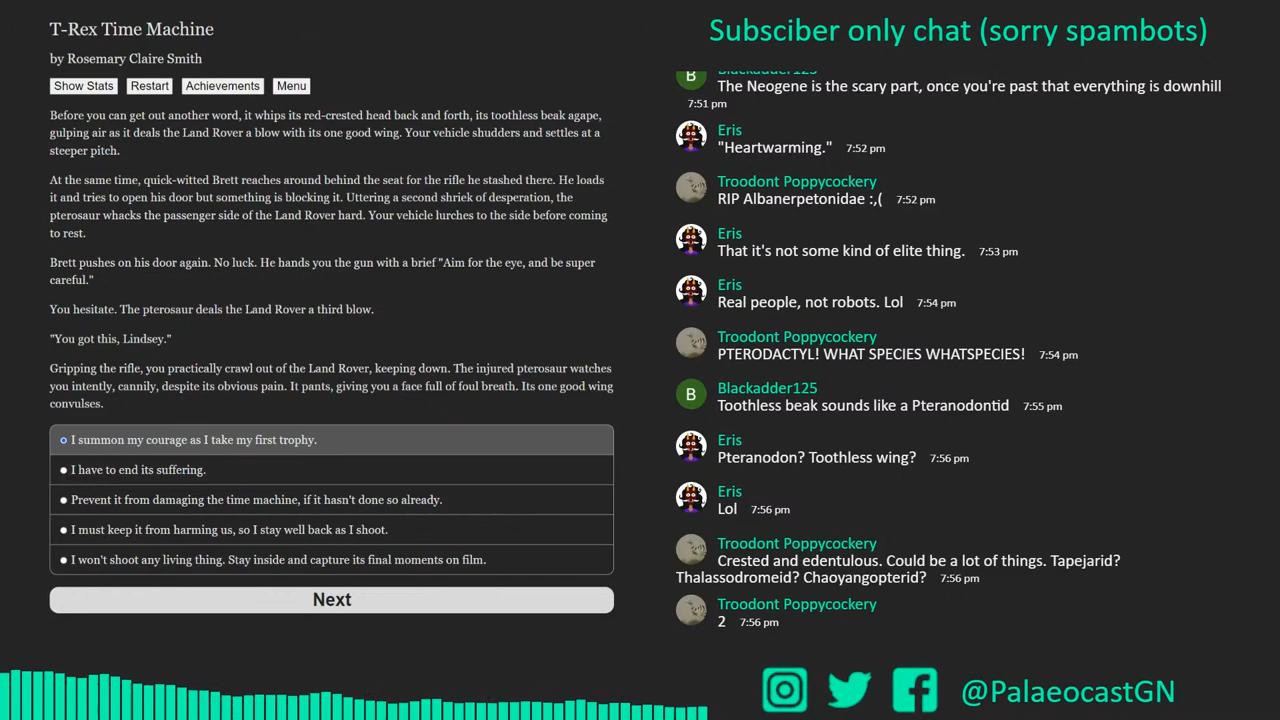 T-Rex Time Machine
by Rosemary Claire Smith
Show Stats
Restart
Achievements
Menu
Before you can get out another word, it whips its red-crested head back and forth, its toothless beak agape,
gulping air as it deals the Land Rover a blow with its one good wing. Your vehicle shudders and settles at a
steeper pitch.
At the same time, quick-witted Brett reaches around behind the seat for the rifle he stashed there. He loads
it and tries to open his door but something is blocking it. Uttering a second shriek of desperation, the
pterosaur whacks the passenger side of the Land Rover hard. Your vehicle lurches to the side before coming
to rest.
Brett pushes on his door again. No luck. He hands you the gun with a brief "Aim for the eye, and be super
careful."
You hesitate. The pterosaur deals the Land Rover a third blow.
"You got this, Lindsey."
Gripping the rifle, you practically crawl out of the Land Rover, keeping down. The injured pterosaur watches
you intently, cannily, despite its obvious pain. It pants, giving you a face full of foul breath. Its one good wing
convulses.
I summon my courage as I take my first trophy.
I have to end its suffering.
Prevent it from damaging the time machine, if it hasn't done so already.
I must keep it from harming us, so I stay well back as I shoot.
I won't shoot any living thing. Stay inside and capture its final moments on film.
Next
Subsciber only chat (sorry spambots)
B
Blackadder125
The Neogene is the scary part, once you're past that everything is downhill
7:51 pm
Eris
"Heartwarming." 7:52 pm
Troodont Poppycockery
RIP Albanerpetonidae :,( 7:52 pm
Eris
That it's not some kind of elite thing. 7:53 pm
Eris
Real people, not robots. Lol 7:54 pm
Troodont Poppycockery
PTERODACTYL! WHAT SPECIES WHATSPECIES! 7:54 pm
B
Blackadder125
Toothless beak sounds like a Pteranodontid 7:55 pm
Eris
Pteranodon? Toothless wing? 7:56 pm
Eris
Lol 7:56 pm
Troodont Poppycockery
Crested and edentulous. Could be a lot of things. Tapejarid?
Thalassodromeid? Chaoyangopterid? 7:56 pm
Troodont Poppycockery
2 7:56 pm
@PalaeocastGN